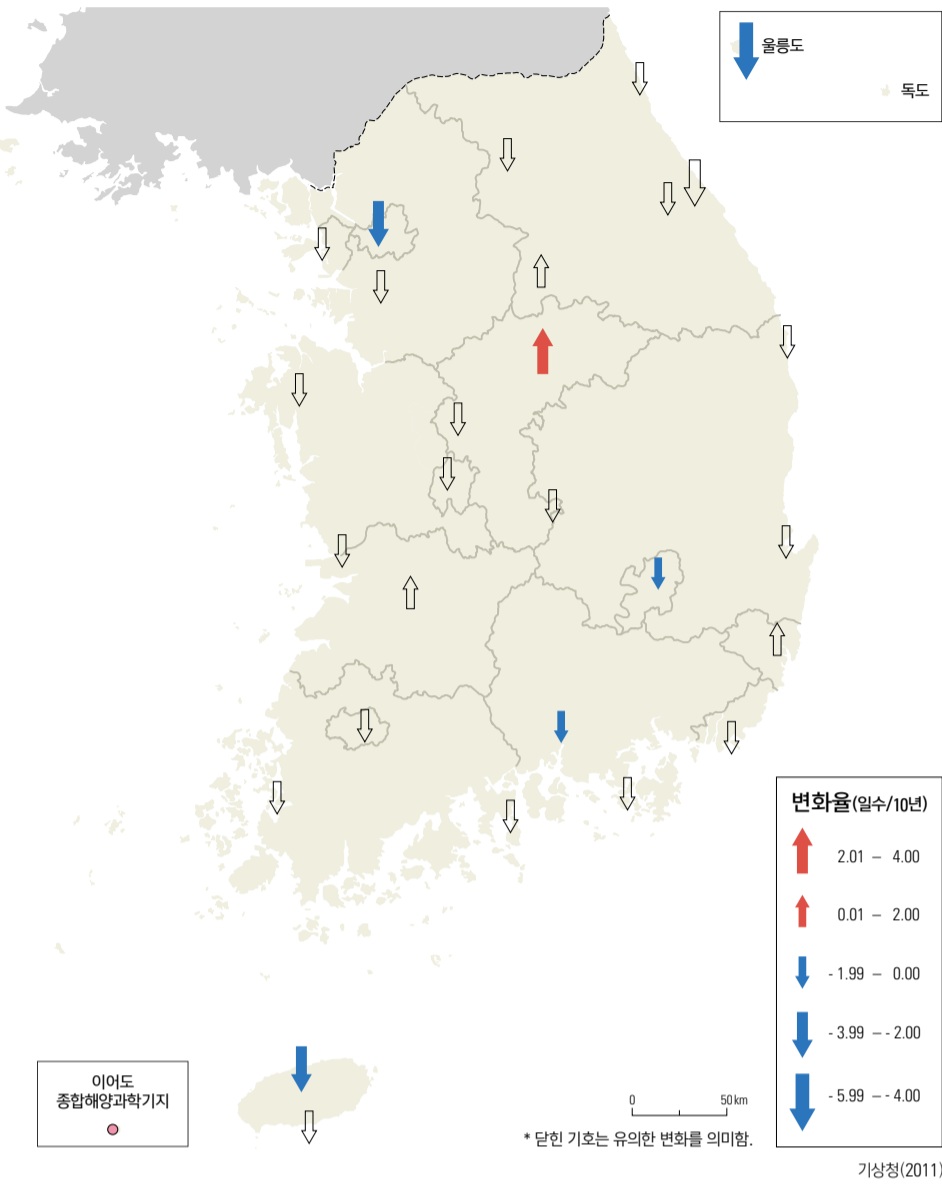 울릉도
독도
변화율(일수/10년)
2.01 – 4.00
0.01 – 2.00
- 1.99 – 0.00
- 3.99 – - 2.00
- 5.99 – - 4.00
이어도
종합해양과학기지
0 50 km
* 닫힌 기호는 유의한 변화를 의미함.
기상청(2011)